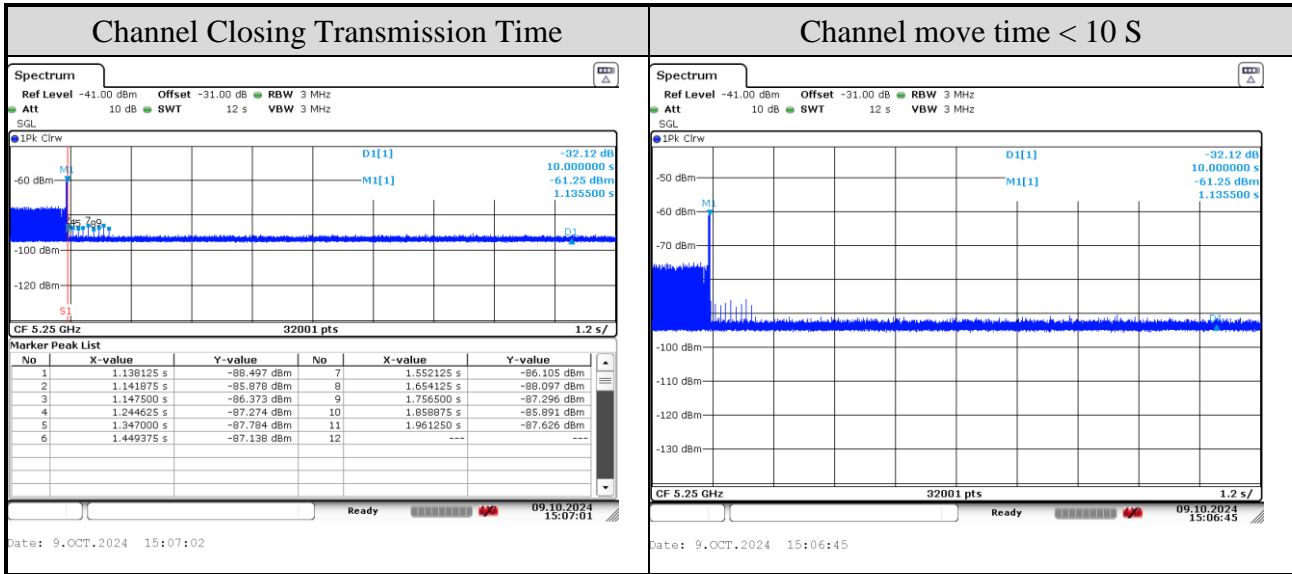 Channel Closing Transmission Time
Spectrum
Ref Level -41.00 dBm Offset -31.00 dB RBW 3 MHz
Att 10 dB SWT 12 s VBW 3 MHz
SGL
1Pk Clrw
D1[1] -32.12 dB
10.000000 s
M1[1] -61.25 dBm
1.135500 s
M1
-60 dBm
D1
-100 dBm
-120 dBm
S1
CF 5.25 GHz 32001 pts 1.2 s/
Marker Peak List
No X-value Y-value No X-value Y-value
1 1.138125 s -88.497 dBm 7 1.552125 s -86.105 dBm
2 1.141875 s -85.878 dBm 8 1.654125 s -88.097 dBm
3 1.147500 s -86.373 dBm 9 1.756500 s -87.296 dBm
4 1.244625 s -87.274 dBm 10 1.858875 s -85.891 dBm
5 1.347000 s -87.784 dBm 11 1.961250 s -87.626 dBm
6 1.449375 s -87.138 dBm 12 --- ---
Ready 09.10.2024
15:07:01
Date: 9.OCT.2024 15:07:02
Channel move time < 10 S
Spectrum
Ref Level -41.00 dBm Offset -31.00 dB RBW 3 MHz
Att 10 dB SWT 12 s VBW 3 MHz
SGL
1Pk Clrw
D1[1] -32.12 dB
10.000000 s
-50 dBm
M1[1] -61.25 dBm
1.135500 s
M1
-60 dBm
-70 dBm
-100 dBm
-110 dBm
-120 dBm
-130 dBm
CF 5.25 GHz 32001 pts 1.2 s/
Ready 09.10.2024
15:06:45
Date: 9.OCT.2024 15:06:45